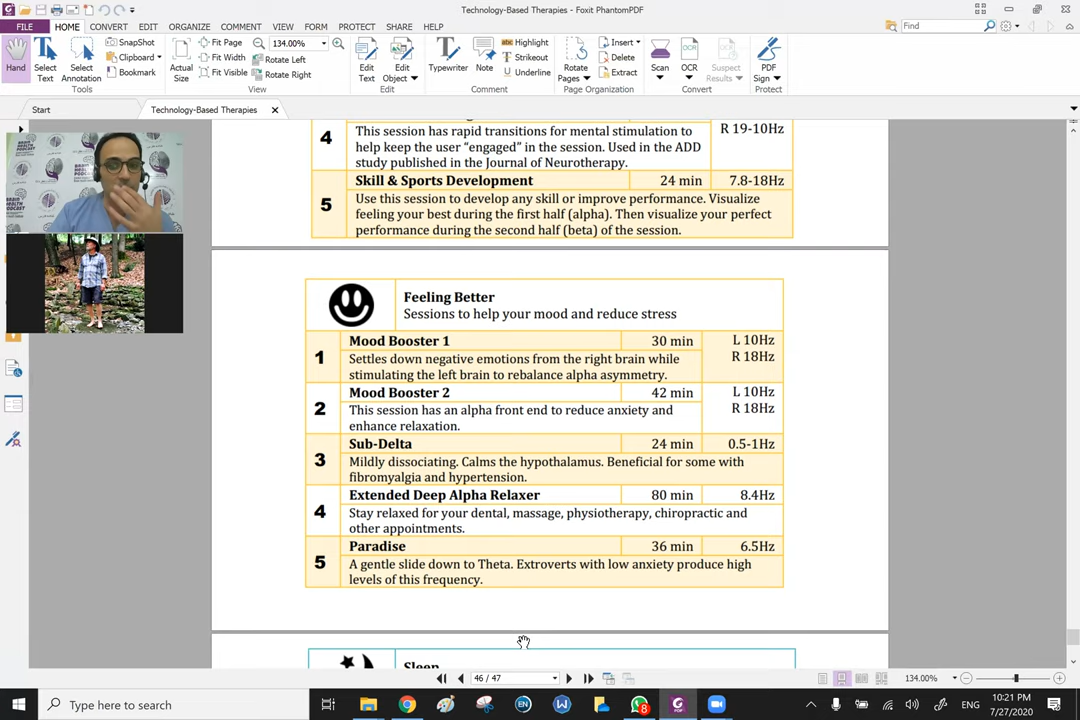 Technology-Based Therapies - Foxit PhantomPDF
FILE HOME CONVERT EDIT ORGANIZE COMMENT VIEW FORM PROTECT SHARE HELP
Find
Hand
Select Text
Select Annotation
SnapShot
Clipboard
Bookmark
Tools
Actual Size
Fit Page
Fit Width
Fit Visible
134.00%
Rotate Left
Rotate Right
View
Edit Text
Edit Object
Edit
Typewriter
Note
Highlight
Strikeout
Underline
Comment
Rotate Pages
Insert
Delete
Extract
Page Organization
Scan
OCR
Suspect Results
Convert
PDF Sign
Protect
Start
Technology-Based Therapies
4
This session has rapid transitions for mental stimulation to
help keep the user “engaged” in the session. Used in the ADD
study published in the Journal of Neurotherapy.
R 19-10Hz
5
Skill & Sports Development 24 min 7.8-18Hz
Use this session to develop any skill or improve performance. Visualize
feeling your best during the first half (alpha). Then visualize your perfect
performance during the second half (beta) of the session.
Feeling Better
Sessions to help your mood and reduce stress
1
Mood Booster 1 30 min L 10Hz
R 18Hz
Settles down negative emotions from the right brain while
stimulating the left brain to rebalance alpha asymmetry.
2
Mood Booster 2 42 min L 10Hz
R 18Hz
This session has an alpha front end to reduce anxiety and
enhance relaxation.
3
Sub-Delta 24 min 0.5-1Hz
Mildly dissociating. Calms the hypothalamus. Beneficial for some with
fibromyalgia and hypertension.
4
Extended Deep Alpha Relaxer 80 min 8.4Hz
Stay relaxed for your dental, massage, physiotherapy, chiropractic and
other appointments.
5
Paradise 36 min 6.5Hz
A gentle slide down to Theta. Extroverts with low anxiety produce high
levels of this frequency.
Sleep
46 / 47
134.00%
Type here to search
EN
8
10:21 PM
7/27/2020